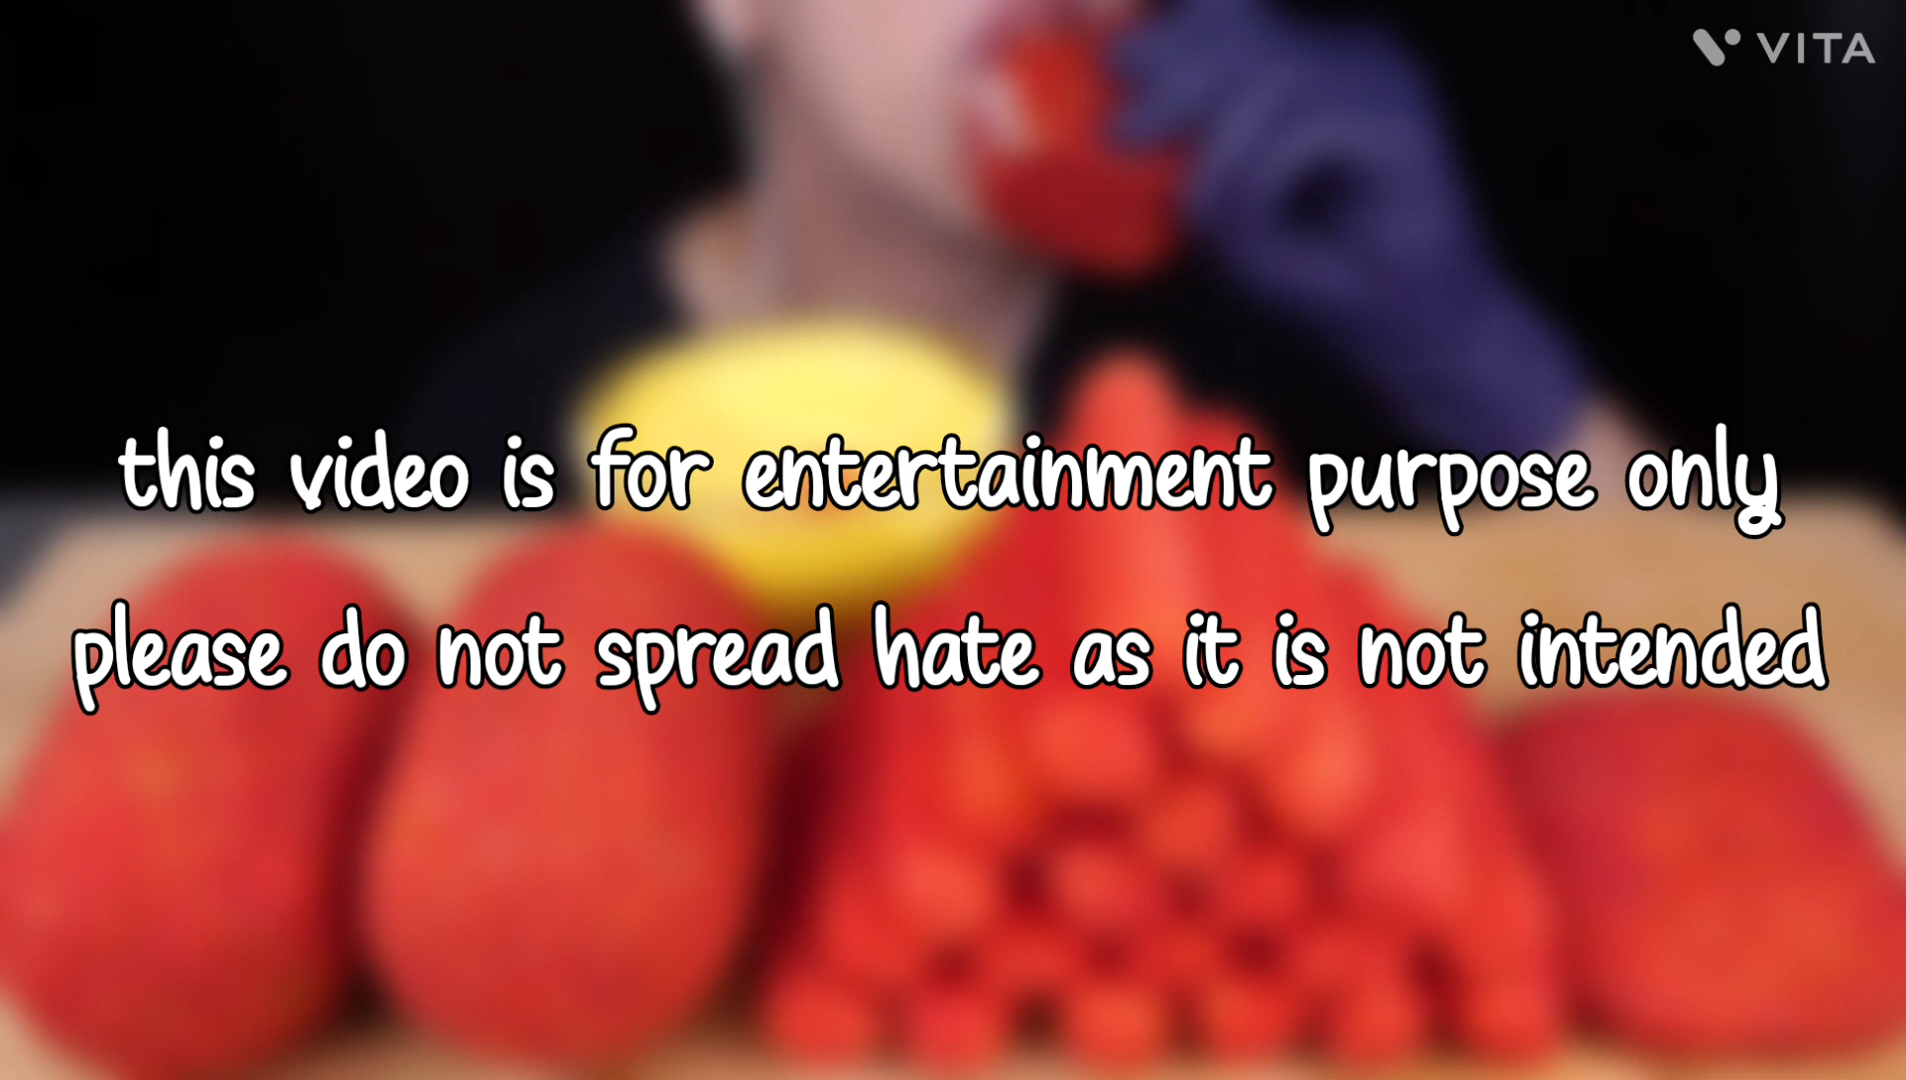 VITA
this video is for entertainment purpose only
please do not spread hate as it is not intended